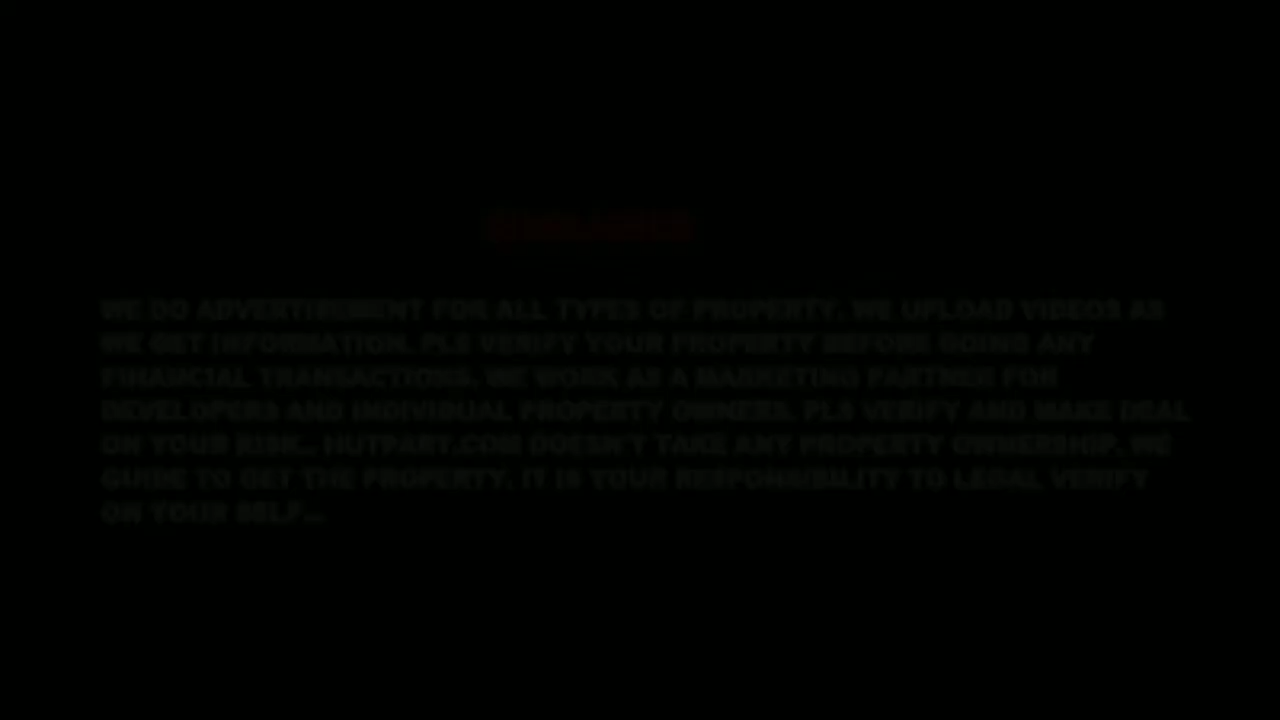 WE DO ADVERTISEMENT FOR ALL TYPES OF PROPERTY. WE UPLOAD VIDEOS AS
WE GET INFORMATION. PLS VERIFY YOUR PROPERTY BEFORE GOING ANY
FINANCIAL TRANSACTIONS. WE WORK AS A MARKETING PARTNER FOR
DEVELOPERS AND INDIVIDUAL PROPERTY OWNERS. PLS VERIFY AND MAKE DEAL
ON YOUR RISK.. DOESN'T TAKE ANY PROPERTY OWNERSHIP. WE
GUIDE TO GET THE PROPERTY. IT IS YOUR RESPONSIBILITY TO LEGAL VERIFY
ON YOUR SELF...